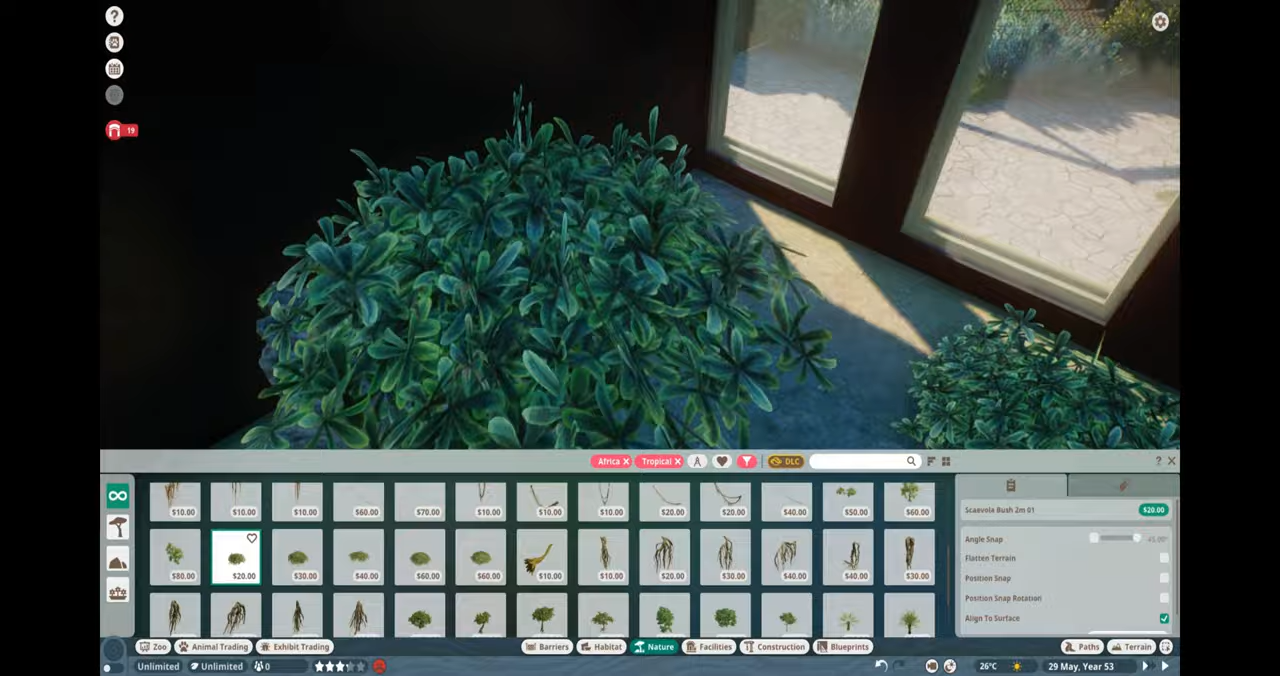 ?
19
Africa ✕ Tropical ✕ DLC ? ✕
$10.00 $10.00 $10.00 $60.00 $70.00 $10.00 $10.00 $10.00 $20.00 $20.00 $40.00 $50.00 $60.00
$80.00 $20.00 $30.00 $40.00 $60.00 $60.00 $10.00 $10.00 $20.00 $30.00 $40.00 $40.00 $30.00
Scaevola Bush 2m 01 $20.00
Angle Snap 45.00°
Flatten Terrain
Position Snap
Position Snap Rotation
Align To Surface
Zoo Animal Trading Exhibit Trading Barriers Habitat Nature Facilities Construction Blueprints Paths Terrain
Unlimited Unlimited 0 26°C 29 May, Year 53